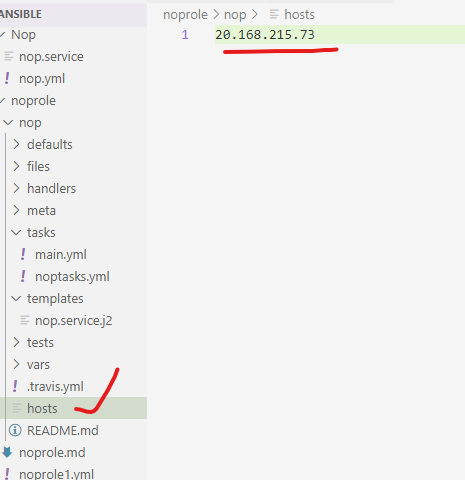 ANSIBLE
Nop
nop.service
! nop.yml
noprole
nop
defaults
files
handlers
meta
tasks
! main.yml
! noptasks.yml
templates
nop.service.j2
tests
vars
! .travis.yml
hosts
README.md
noprole.md
! noprole1.yml
noprole > nop > hosts
1 20.168.215.73